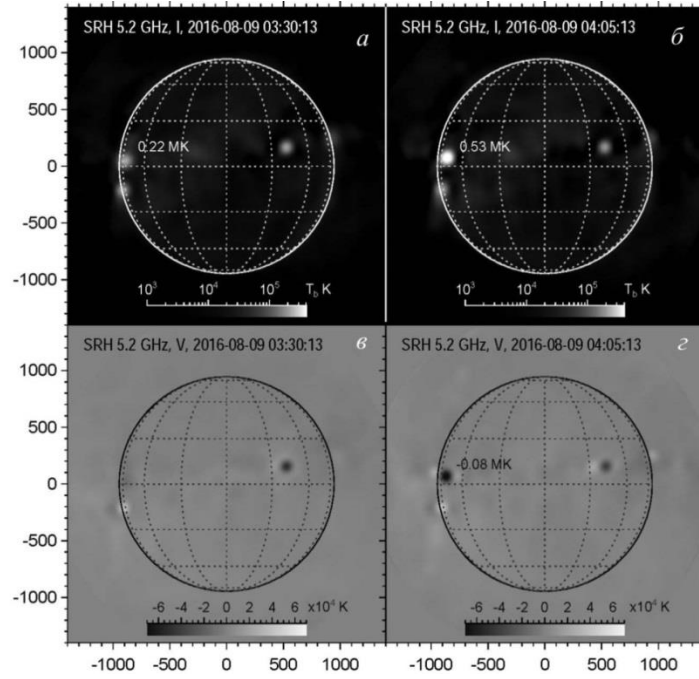 SRH 5.2 GHz, I, 2016-08-09 03:30:13 а
SRH 5.2 GHz, I, 2016-08-09 04:05:13 б
1000
500
0
-500
-1000
0.22 MK
0.53 MK
10³ 10⁴ 10⁵ T_b K
10³ 10⁴ 10⁵ T_b K
SRH 5.2 GHz, V, 2016-08-09 03:30:13 в
SRH 5.2 GHz, V, 2016-08-09 04:05:13 г
1000
500
0
-500
-1000
-0.08 MK
-6 -4 -2 0 2 4 6 x10⁴ K
-6 -4 -2 0 2 4 6 x10⁴ K
-1000 -500 0 500 1000
-1000 -500 0 500 1000